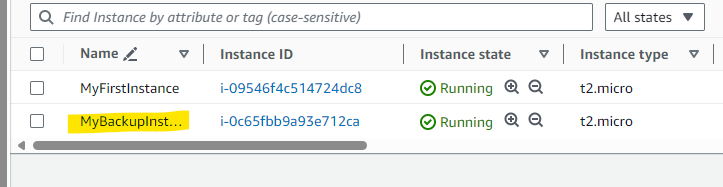 Find Instance by attribute or tag (case-sensitive) All states
Name Instance ID Instance state Instance type
MyFirstInstance i-09546f4c514724dc8 Running t2.micro
MyBackupInst... i-0c65fbb9a93e712ca Running t2.micro